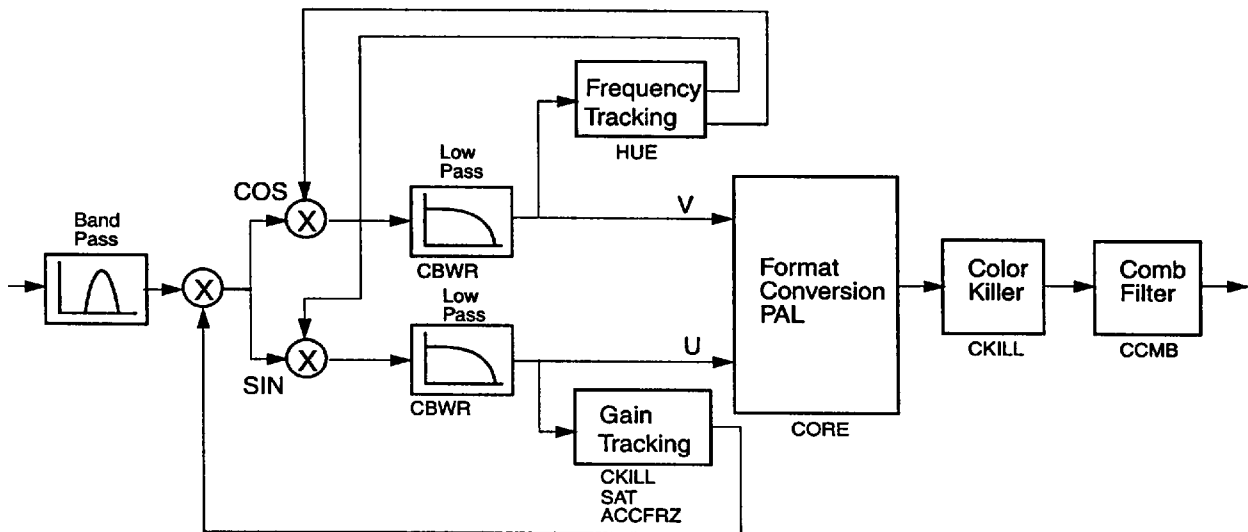 Frequency
Tracking
HUE
Low
Pass
COS
X
V
Band
Pass
CBWR
Format
Conversion
PAL
Color
Killer
Comb
Filter
X
Low
Pass
U
X
CKILL
CCMB
SIN
CBWR
Gain
Tracking
CORE
CKILL
SAT
ACCFRZ